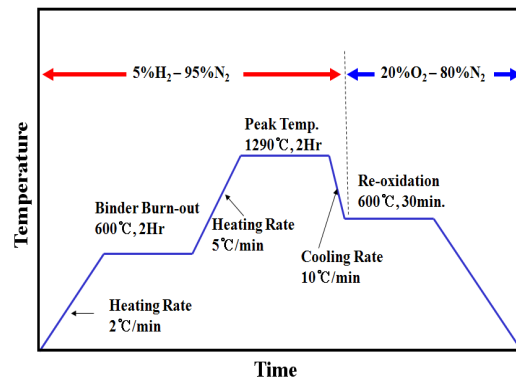 5%H₂ – 95%N₂
20%O₂ – 80%N₂
Peak Temp.
1290℃, 2Hr
Re-oxidation
600℃, 30min.
Binder Burn-out
600℃, 2Hr
Heating Rate
5℃/min
Cooling Rate
10℃/min
Heating Rate
2℃/min
Temperature
Time